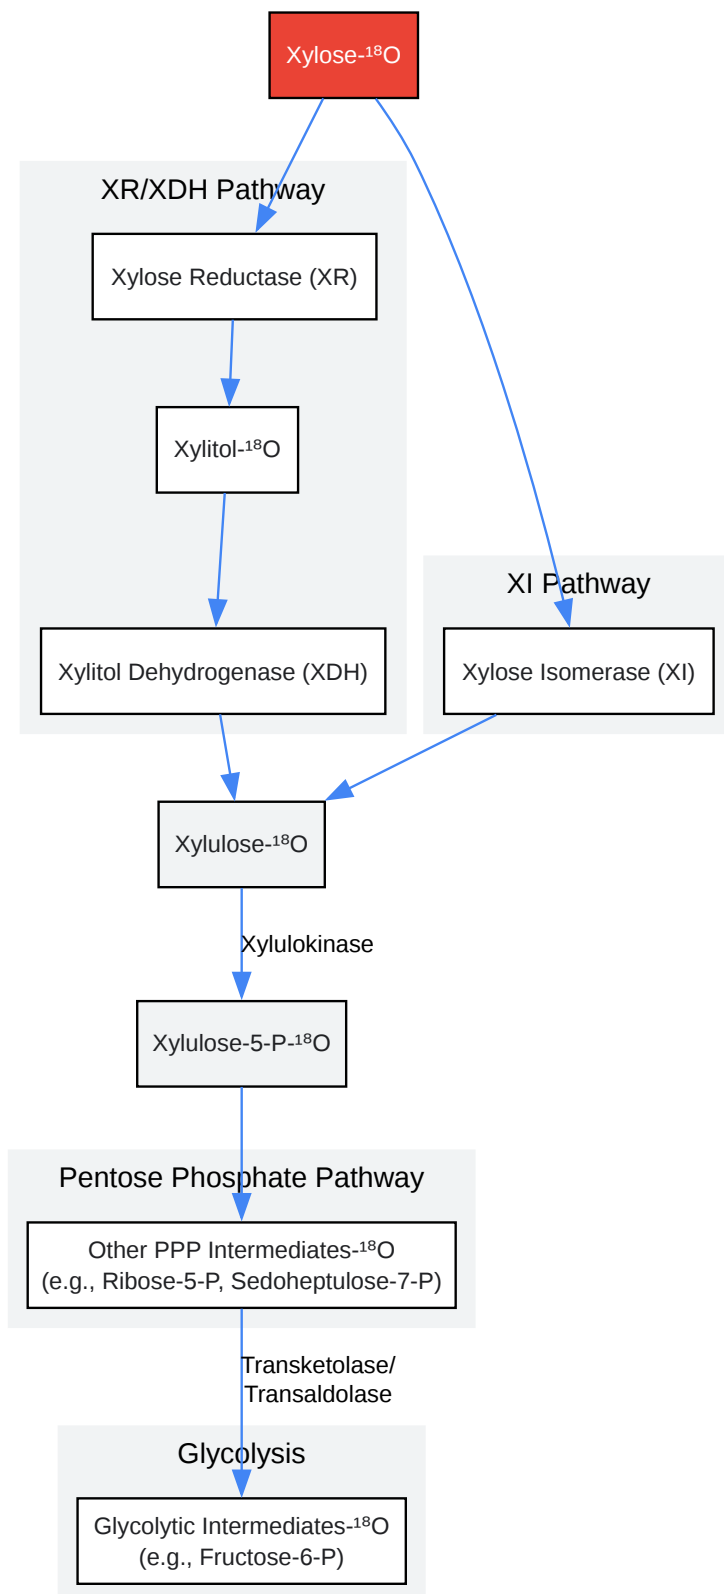 Xylose-¹⁸O
XR/XDH Pathway
Xylose Reductase (XR)
Xylitol-¹⁸O
XI Pathway
Xylitol Dehydrogenase (XDH)
Xylose Isomerase (XI)
Xylulose-¹⁸O
Xylulokinase
Xylulose-5-P-¹⁸O
Pentose Phosphate Pathway
Other PPP Intermediates-¹⁸O
(e.g., Ribose-5-P, Sedoheptulose-7-P)
Transketolase/
Transaldolase
Glycolysis
Glycolytic Intermediates-¹⁸O
(e.g., Fructose-6-P)